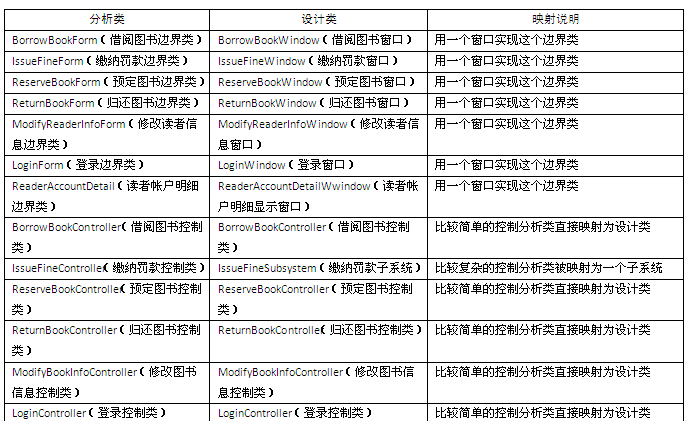 分析类 设计类 映射说明
BorrowBookForm（借阅图书边界类） BorrowBookWindow（借阅图书窗口） 用一个窗口实现这个边界类
IssueFineForm（缴纳罚款边界类） IssueFineWindow（缴纳罚款窗口） 用一个窗口实现这个边界类
ReserveBookForm（预定图书边界类） ReserveBookWindow（预定图书窗口） 用一个窗口实现这个边界类
ReturnBookForm（归还图书边界类） ReturnBookWindow（归还图书窗口） 用一个窗口实现这个边界类
ModifyReaderInfoForm（修改读者信 ModifyReaderInfoWindow（修改读者信 用一个窗口实现这个边界类
息边界类） 息窗口）
LoginForm（登录边界类） LoginWindow（登录窗口） 用一个窗口实现这个边界类
ReaderAccountDetail（读者帐户明细 ReaderAccountDetailWwindow（读者帐 用一个窗口实现这个边界类
边界类） 户明细显示窗口）
BorrowBookController(借阅图书控制 BorrowBookController（借阅图书控制 比较简单的控制分析类直接映射为设计类
类） 类）
IssueFineControlle(缴纳罚款控制类） IssueFineSubsystem（缴纳罚款子系统） 比较复杂的控制分析类被映射为一个子系统
ReserveBookControlle(预定图书控制 ReserveBookController（预定图书控制 比较简单的控制分析类直接映射为设计类
类） 类）
ReturnBookController（归还图书控制 ReturnBookControlle(归还图书控制类） 比较简单的控制分析类直接映射为设计类
类）
ModifyBookInfoController（修改图书 ModifyBookInfoController（修改图书信 比较简单的控制分析类直接映射为设计类
信息控制类） 息控制类）
LoginController（登录控制类） LoginController（登录控制类） 比较简单的控制分析类直接映射为设计类